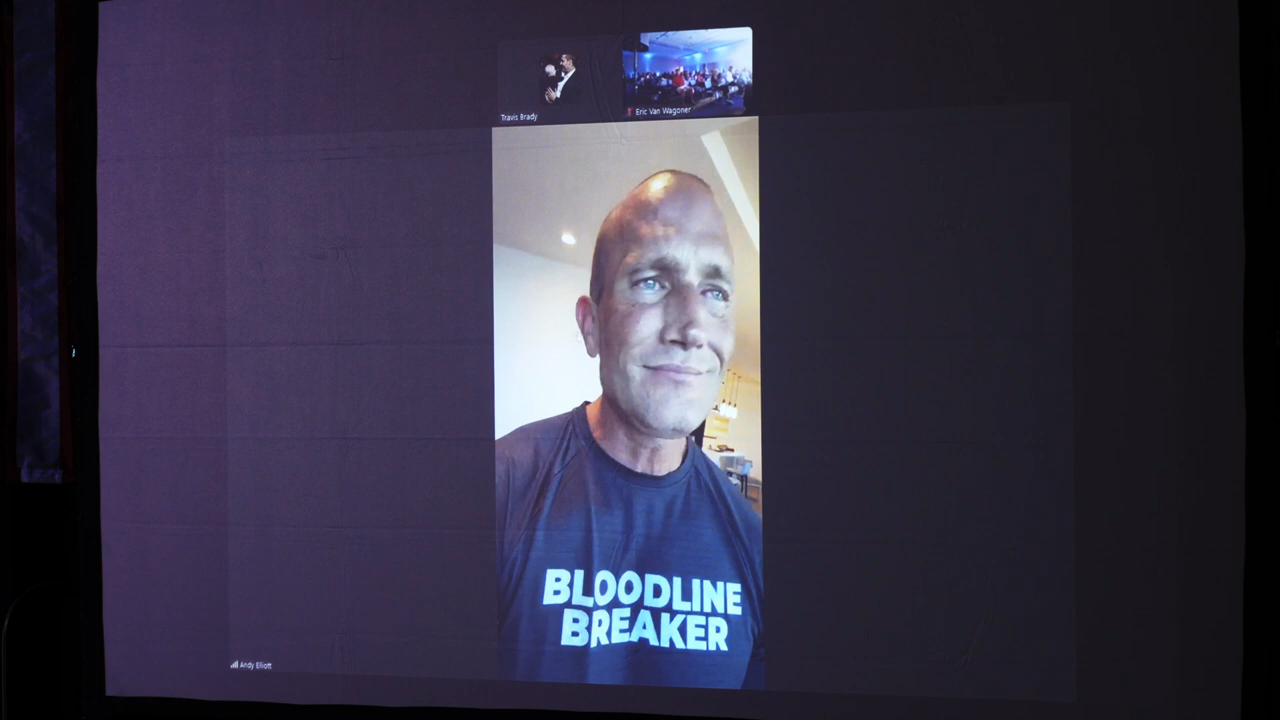 Travis Brady
Eric Van Wagoner
BLOODLINE
BREAKER
Andy Elliott